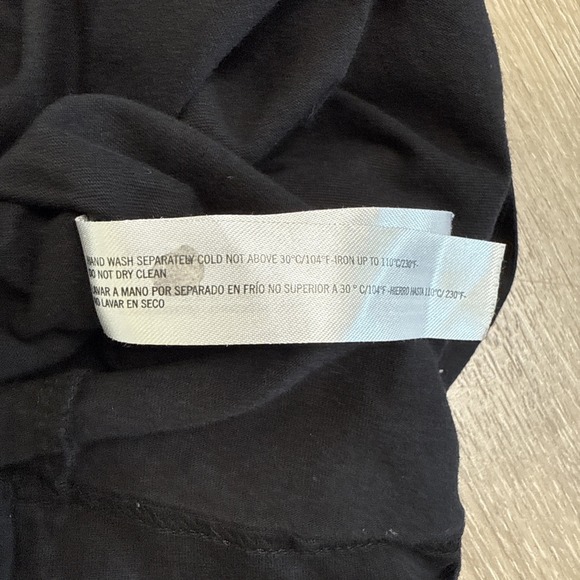 HAND WASH SEPARATELY COLD NOT ABOVE 30°C/104°F-IRON UP TO 110°C/230°F-
DO NOT DRY CLEAN
LAVAR A MANO POR SEPARADO EN FRÍO NO SUPERIOR A 30° C/104°F-HIERRO HASTA 110°C/ 230°F-
NO LAVAR EN SECO